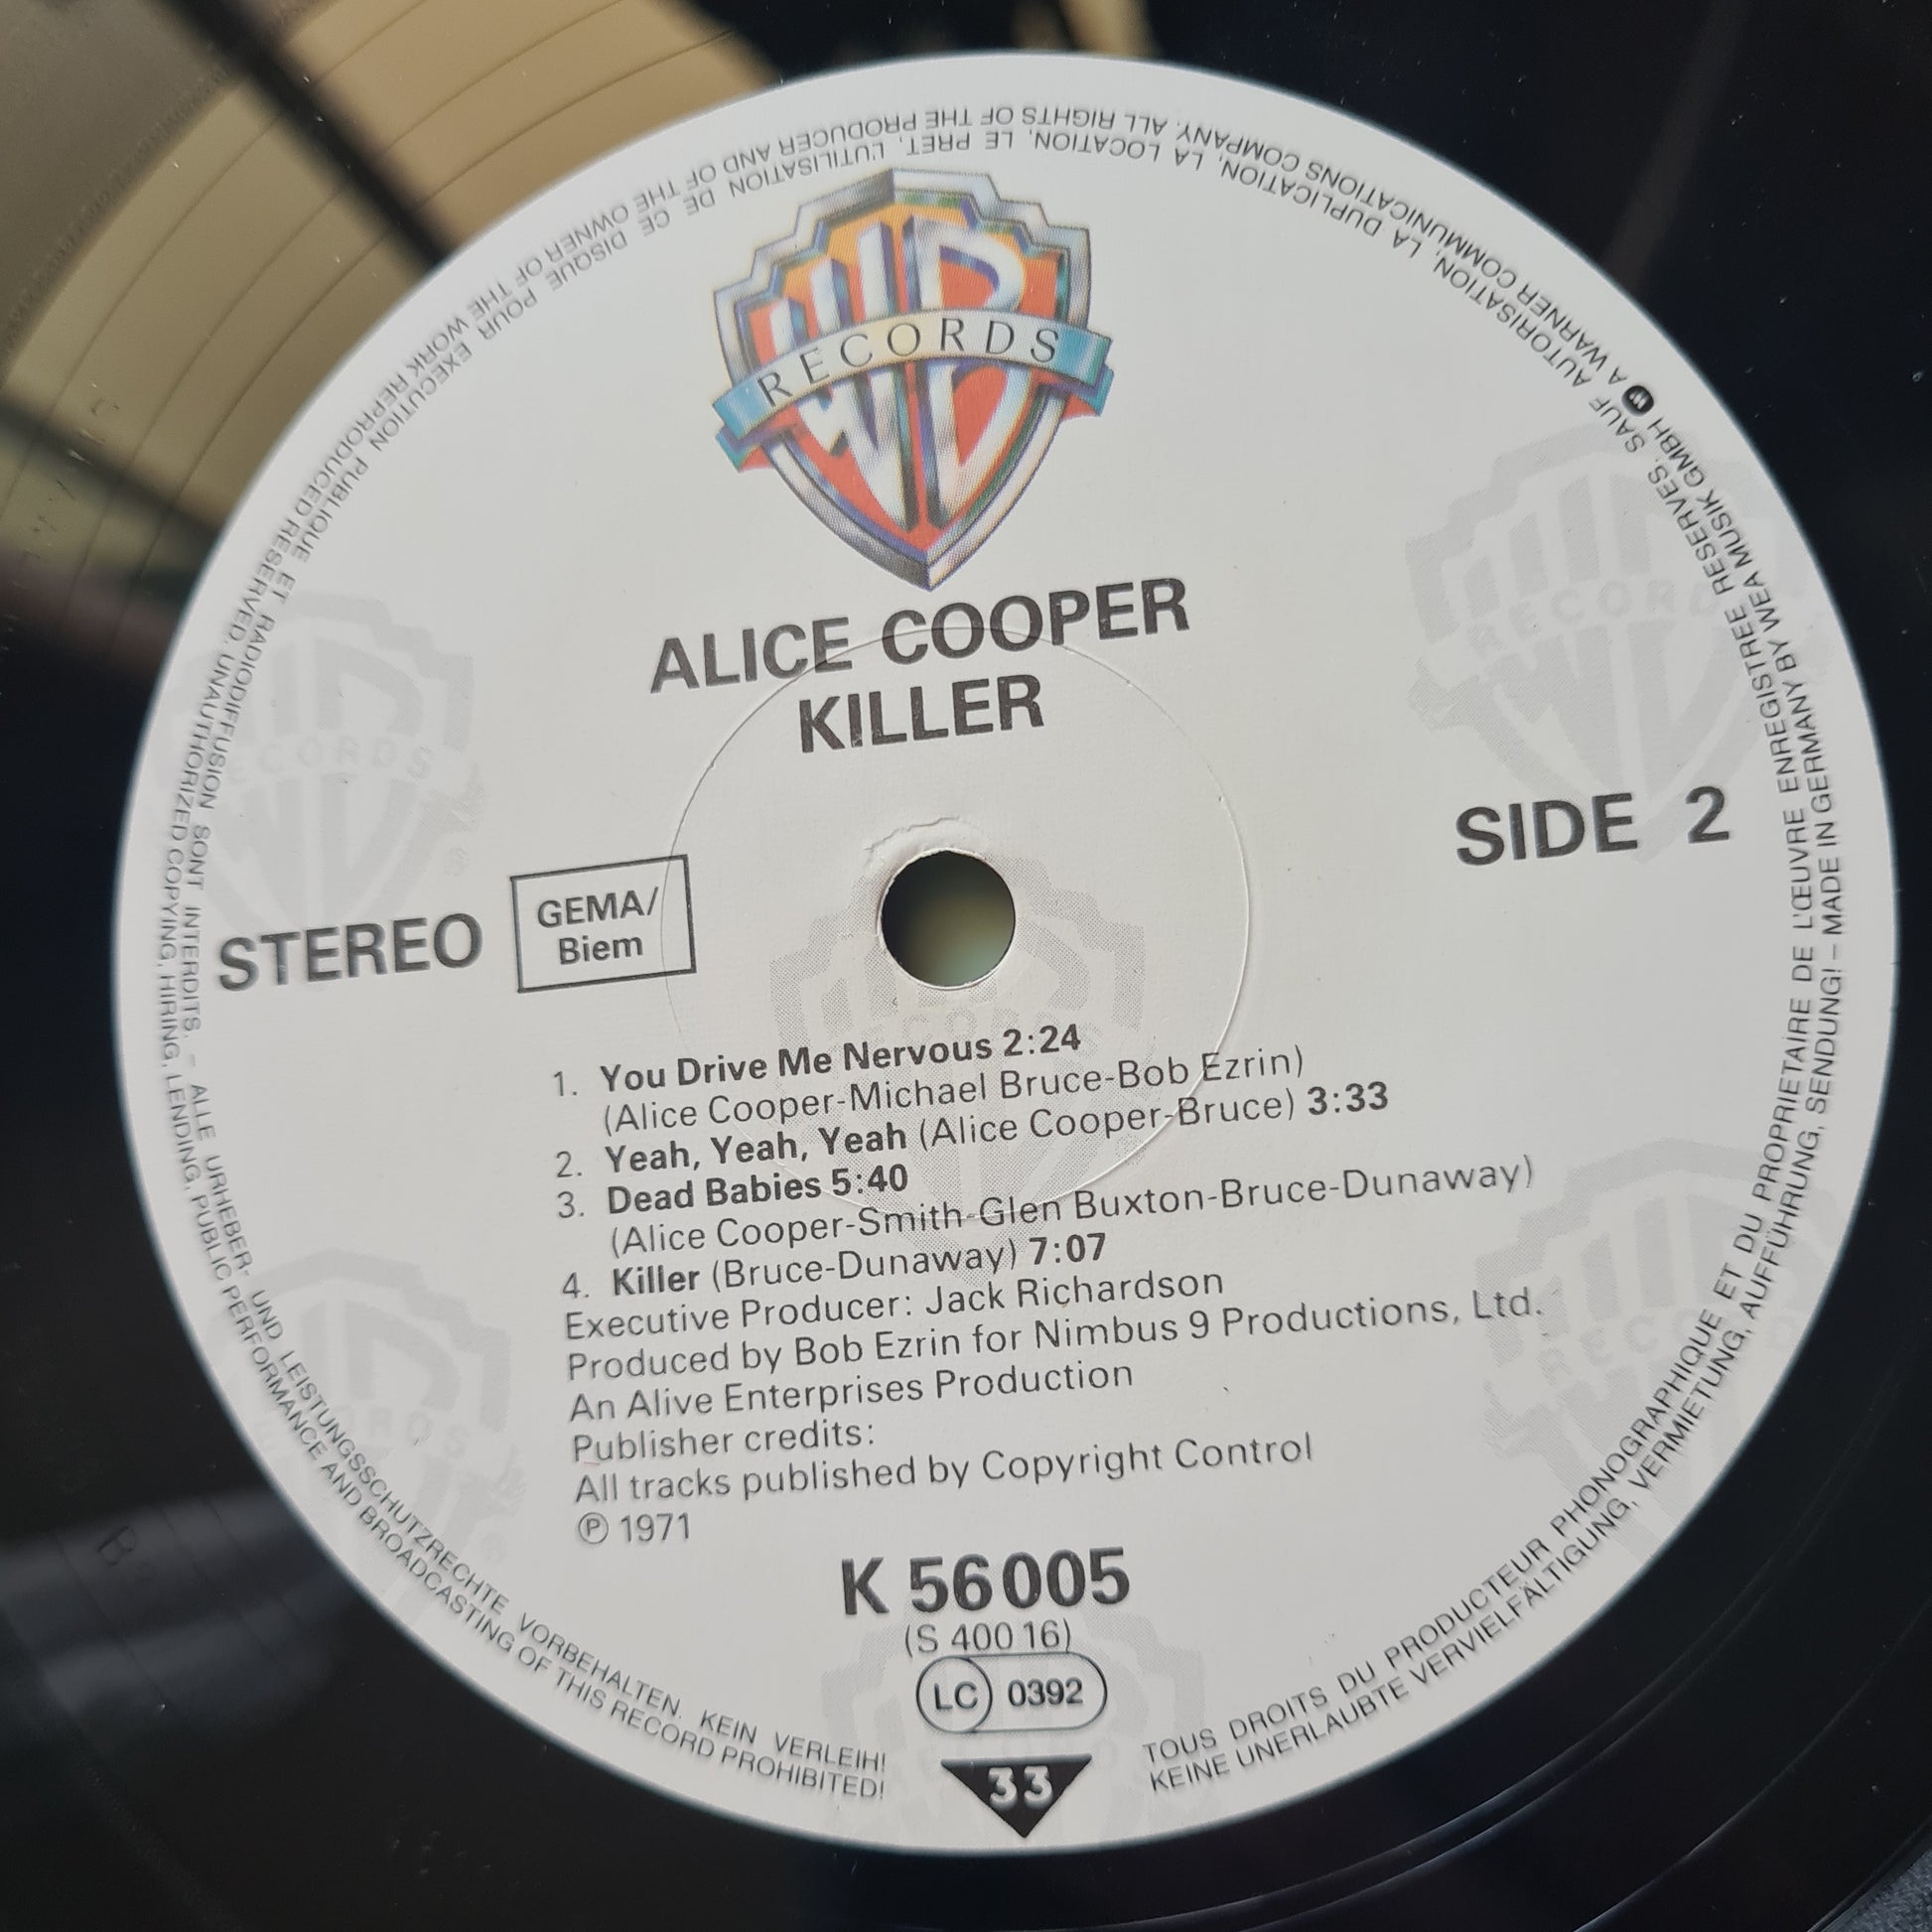 RECORDS
ALICE COOPER
KILLER
SIDE 2
STEREO
GEMA/
Biem
1. You Drive Me Nervous 2:24
(Alice Cooper-Michael Bruce-Bob Ezrin)
2. Yeah, Yeah, Yeah (Alice Cooper-Bruce) 3:33
3. Dead Babies 5:40
(Alice Cooper-Smith-Glen Buxton-Bruce-Dunaway)
4. Killer (Bruce-Dunaway) 7:07
Executive Producer: Jack Richardson
Produced by Bob Ezrin for Nimbus 9 Productions, Ltd.
An Alive Enterprises Production
Publisher credits:
All tracks published by Copyright Control
℗ 1971
K 56005
(S 400 16)
LC 0392
33
TOUS DROITS DU PRODUCTEUR PHONOGRAPHIQUE ET DU PROPRIETAIRE DE L'ŒUVRE ENREGISTREE RESERVES. SAUF AUTORISATION, LA DUPLICATION, LA LOCATION, LE PRET, L'UTILISATION DE CE DISQUE POUR EXECUTION PUBLIQUE ET RADIODIFFUSION SONT INTERDITS. – ALLE URHEBER- UND LEISTUNGSSCHUTZRECHTE VORBEHALTEN. KEIN VERLEIH!
KEINE UNERLAUBTE VERVIELFÄLTIGUNG, VERMIETUNG, AUFFÜHRUNG, SENDUNG! – MADE IN GERMANY BY WEA MUSIK GMBH A WARNER COMMUNICATIONS COMPANY. ALL RIGHTS OF THE PRODUCER AND OF THE OWNER OF THE WORK REPRODUCED RESERVED. UNAUTHORIZED COPYING, HIRING, LENDING, PUBLIC PERFORMANCE AND BROADCASTING OF THIS RECORD PROHIBITED!